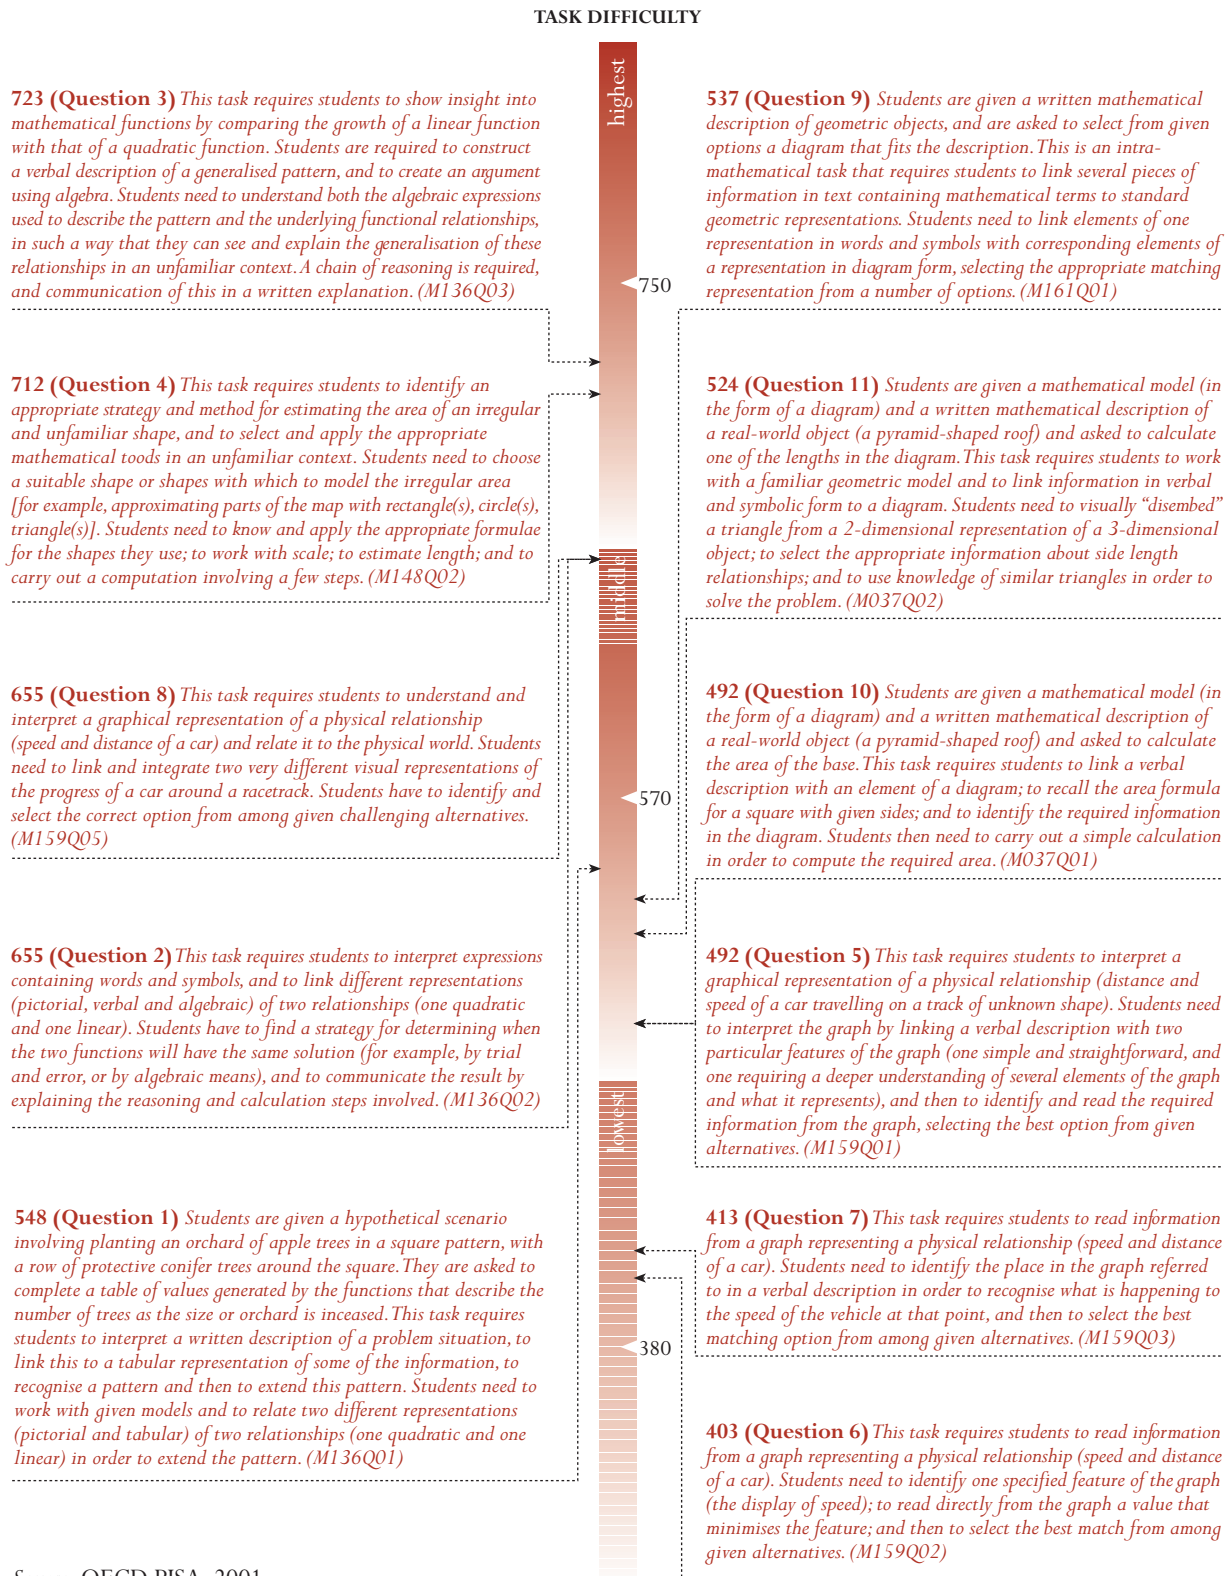 TASK DIFFICULTY
highest
723 (Question 3) This task requires students to show insight into
mathematical functions by comparing the growth of a linear function
with that of a quadratic function. Students are required to construct
a verbal description of a generalised pattern, and to create an argument
using algebra. Students need to understand both the algebraic expressions
used to describe the pattern and the underlying functional relationships,
in such a way that they can see and explain the generalisation of these
relationships in an unfamiliar context. A chain of reasoning is required,
and communication of this in a written explanation. (M136Q03)
712 (Question 4) This task requires students to identify an
appropriate strategy and method for estimating the area of an irregular
and unfamiliar shape, and to select and apply the appropriate
mathematical toods in an unfamiliar context. Students need to choose
a suitable shape or shapes with which to model the irregular area
[for example, approximating parts of the map with rectangle(s), circle(s),
triangle(s)]. Students need to know and apply the appropriate formulae
for the shapes they use; to work with scale; to estimate length; and to
carry out a computation involving a few steps. (M148Q02)
655 (Question 8) This task requires students to understand and
interpret a graphical representation of a physical relationship
(speed and distance of a car) and relate it to the physical world. Students
need to link and integrate two very different visual representations of
the progress of a car around a racetrack. Students have to identify and
select the correct option from among given challenging alternatives.
(M159Q05)
655 (Question 2) This task requires students to interpret expressions
containing words and symbols, and to link different representations
(pictorial, verbal and algebraic) of two relationships (one quadratic
and one linear). Students have to find a strategy for determining when
the two functions will have the same solution (for example, by trial
and error, or by algebraic means), and to communicate the result by
explaining the reasoning and calculation steps involved. (M136Q02)
548 (Question 1) Students are given a hypothetical scenario
involving planting an orchard of apple trees in a square pattern, with
a row of protective conifer trees around the square. They are asked to
complete a table of values generated by the functions that describe the
number of trees as the size or orchard is inceased. This task requires
students to interpret a written description of a problem situation, to
link this to a tabular representation of some of the information, to
recognise a pattern and then to extend this pattern. Students need to
work with given models and to relate two different representations
(pictorial and tabular) of two relationships (one quadratic and one
linear) in order to extend the pattern. (M136Q01)
750
middle
570
lowest
380
537 (Question 9) Students are given a written mathematical
description of geometric objects, and are asked to select from given
options a diagram that fits the description. This is an intra-
mathematical task that requires students to link several pieces of
information in text containing mathematical terms to standard
geometric representations. Students need to link elements of one
representation in words and symbols with corresponding elements of
a representation in diagram form, selecting the appropriate matching
representation from a number of options. (M161Q01)
524 (Question 11) Students are given a mathematical model (in
the form of a diagram) and a written mathematical description of
a real-world object (a pyramid-shaped roof) and asked to calculate
one of the lengths in the diagram. This task requires students to work
with a familiar geometric model and to link information in verbal
and symbolic form to a diagram. Students need to visually “disembed”
a triangle from a 2-dimensional representation of a 3-dimensional
object; to select the appropriate information about side length
relationships; and to use knowledge of similar triangles in order to
solve the problem. (M037Q02)
492 (Question 10) Students are given a mathematical model (in
the form of a diagram) and a written mathematical description of
a real-world object (a pyramid-shaped roof) and asked to calculate
the area of the base. This task requires students to link a verbal
description with an element of a diagram; to recall the area formula
for a square with given sides; and to identify the required infomation
in the diagram. Students then need to carry out a simple calculation
in order to compute the required area. (M037Q01)
492 (Question 5) This task requires students to interpret a
graphical representation of a physical relationship (distance and
speed of a car travelling on a track of unknown shape). Students need
to interpret the graph by linking a verbal description with two
particular features of the graph (one simple and straightforward, and
one requiring a deeper understanding of several elements of the graph
and what it represents), and then to identify and read the required
information from the graph, selecting the best option from given
alternatives. (M159Q01)
413 (Question 7) This task requires students to read information
from a graph representing a physical relationship (speed and distance
of a car). Students need to identify the place in the graph referred
to in a verbal description in order to recognise what is happening to
the speed of the vehicle at that point, and then to select the best
matching option from among given alternatives. (M159Q03)
403 (Question 6) This task requires students to read information
from a graph representing a physical relationship (speed and distance
of a car). Students need to identify one specified feature of the graph
(the display of speed); to read directly from the graph a value that
minimises the feature; and then to select the best match from among
given alternatives. (M159Q02)
OECD PISA, 2001